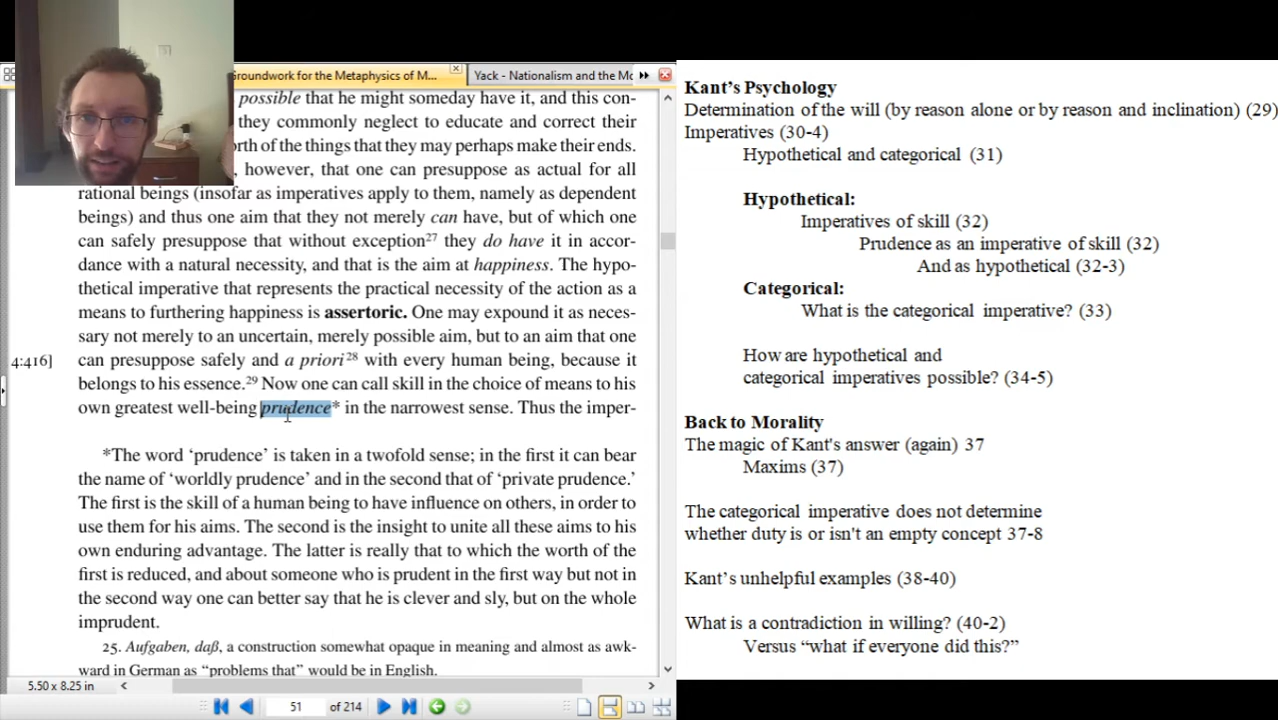 Groundwork for the Metaphysics of M...
Yack - Nationalism and the Mo
possible that he might someday have it, and this con-
they commonly neglect to educate and correct their
orth of the things that they may perhaps make their ends.
, however, that one can presuppose as actual for all
rational beings (insofar as imperatives apply to them, namely as dependent
beings) and thus one aim that they not merely can have, but of which one
can safely presuppose that without exception27 they do have it in accor-
dance with a natural necessity, and that is the aim at happiness. The hypo-
thetical imperative that represents the practical necessity of the action as a
means to furthering happiness is assertoric. One may expound it as neces-
sary not merely to an uncertain, merely possible aim, but to an aim that one
4:416] can presuppose safely and a priori28 with every human being, because it
belongs to his essence.29 Now one can call skill in the choice of means to his
own greatest well-being prudence* in the narrowest sense. Thus the imper-
*The word ‘prudence’ is taken in a twofold sense; in the first it can bear
the name of ‘worldly prudence’ and in the second that of ‘private prudence.’
The first is the skill of a human being to have influence on others, in order to
use them for his aims. The second is the insight to unite all these aims to his
own enduring advantage. The latter is really that to which the worth of the
first is reduced, and about someone who is prudent in the first way but not in
the second way one can better say that he is clever and sly, but on the whole
imprudent.
25. Aufgaben, daß, a construction somewhat opaque in meaning and almost as awk-
ward in German as “problems that” would be in English.
5.50 x 8.25 in
51 of 214
Kant's Psychology
Determination of the will (by reason alone or by reason and inclination) (29)
Imperatives (30-4)
Hypothetical and categorical (31)
Hypothetical:
Imperatives of skill (32)
Prudence as an imperative of skill (32)
And as hypothetical (32-3)
Categorical:
What is the categorical imperative? (33)
How are hypothetical and
categorical imperatives possible? (34-5)
Back to Morality
The magic of Kant's answer (again) 37
Maxims (37)
The categorical imperative does not determine
whether duty is or isn't an empty concept 37-8
Kant's unhelpful examples (38-40)
What is a contradiction in willing? (40-2)
Versus “what if everyone did this?”